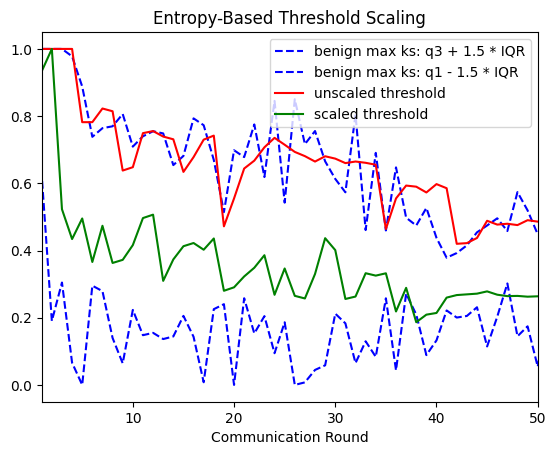 Entropy-Based Threshold Scaling
benign max ks: q3 + 1.5 * IQR
benign max ks: q1 - 1.5 * IQR
unscaled threshold
scaled threshold
1.0
0.8
0.6
0.4
0.2
0.0
10 20 30 40 50
Communication Round